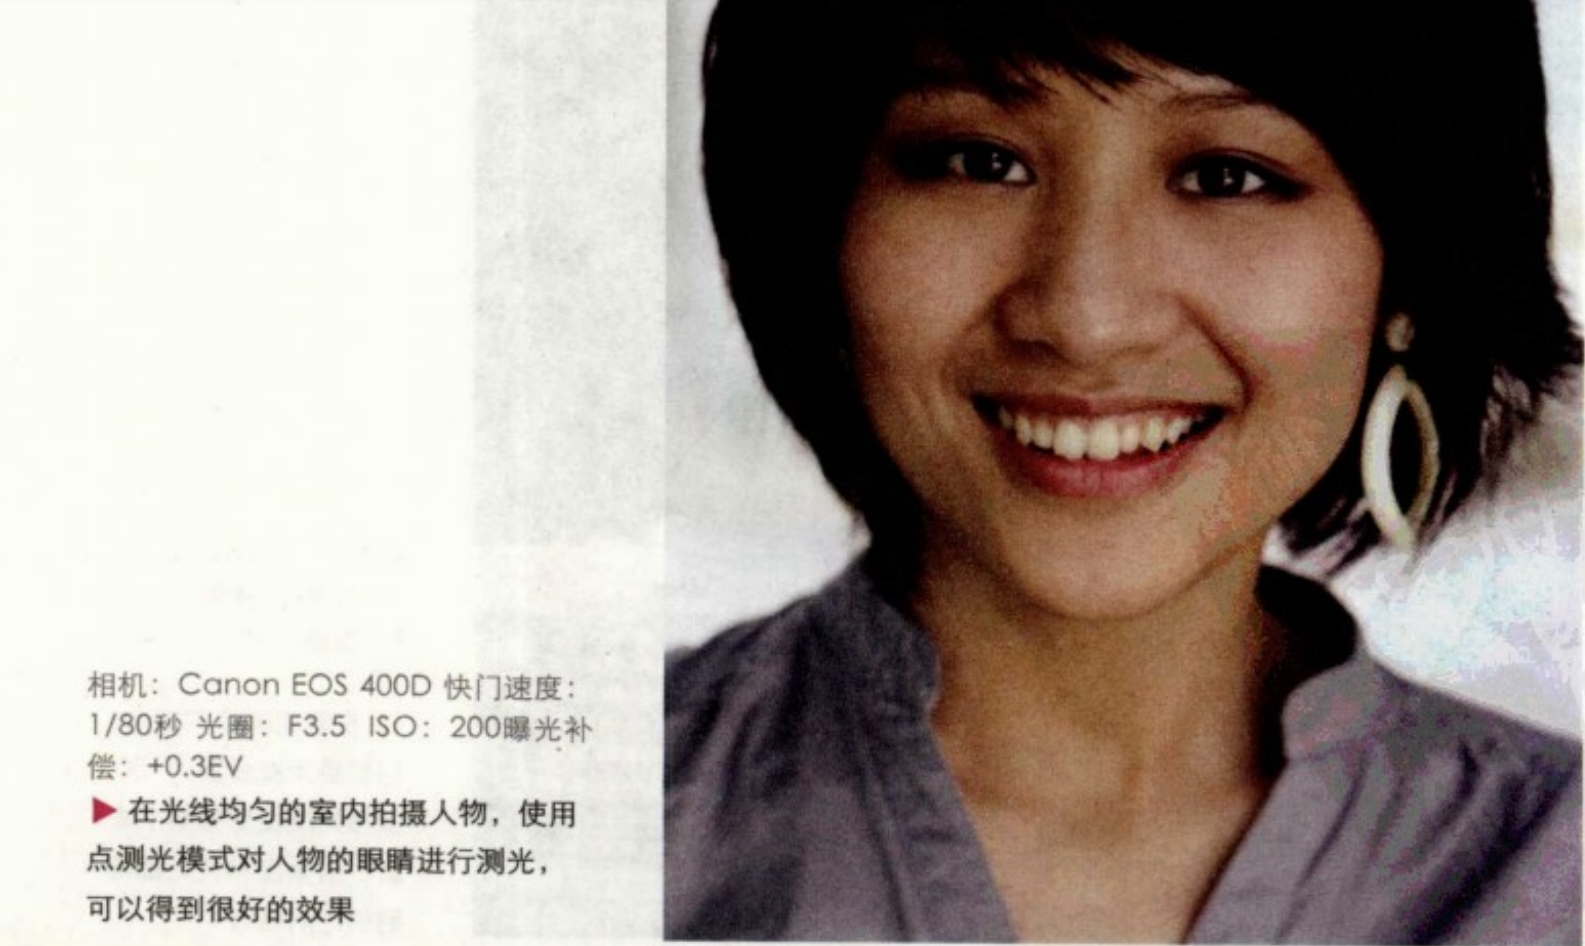 相机：Canon EOS 400D 快门速度：
1/80秒 光圈：F3.5 ISO：200曝光补
偿：+0.3EV
▶ 在光线均匀的室内拍摄人物，使用
点测光模式对人物的眼睛进行测光，
可以得到很好的效果